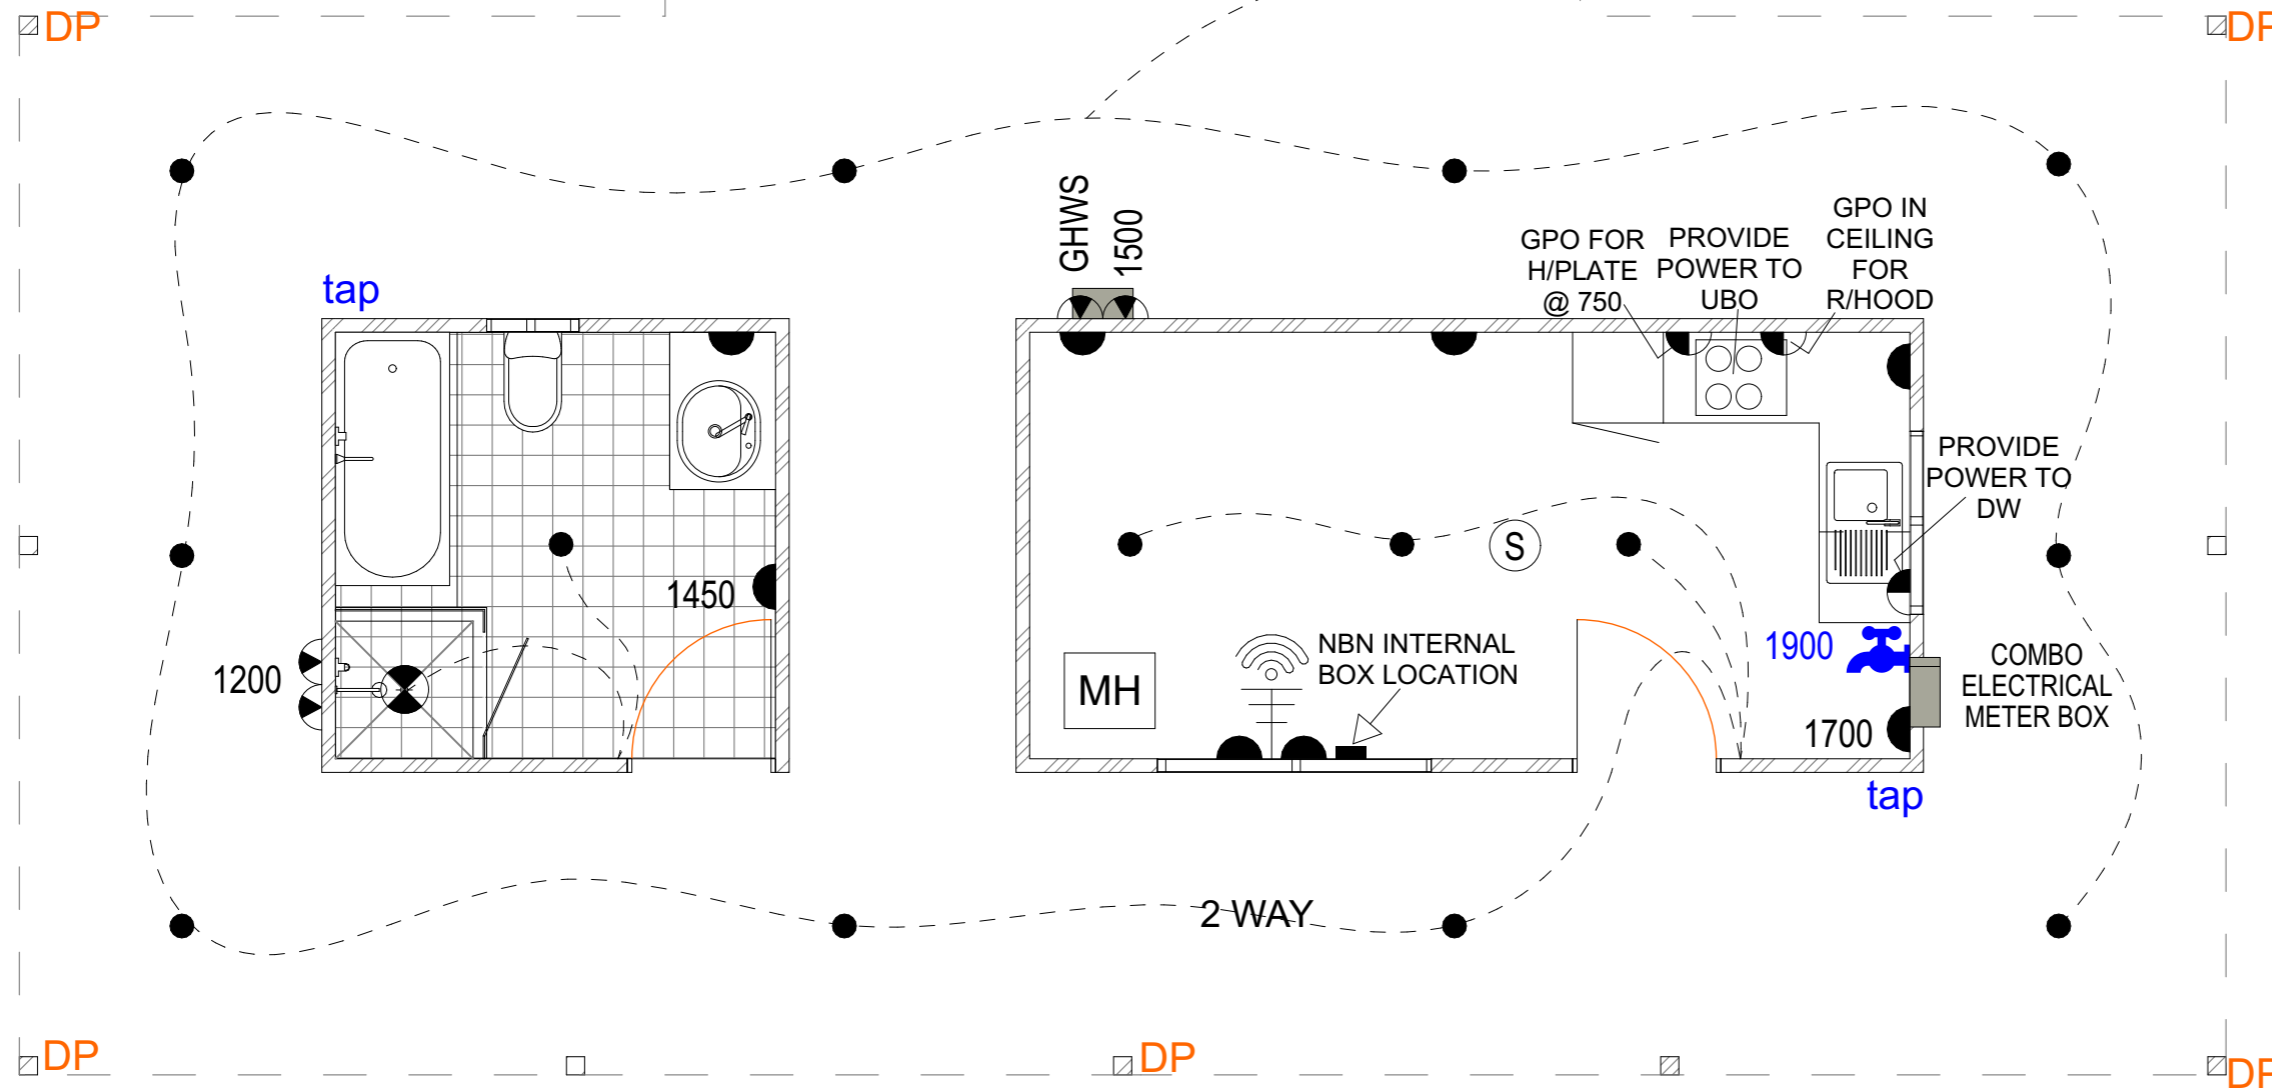 DP
DP
GHWS
1500
GPO FOR
H/PLATE
@ 750
PROVIDE
POWER TO
UBO
GPO IN
CEILING
FOR
R/HOOD
tap
PROVIDE
POWER TO
DW
1450
1200
MH
NBN INTERNAL
BOX LOCATION
S
1900
COMBO
ELECTRICAL
METER BOX
1700
tap
2 WAY
DP
DP
DP